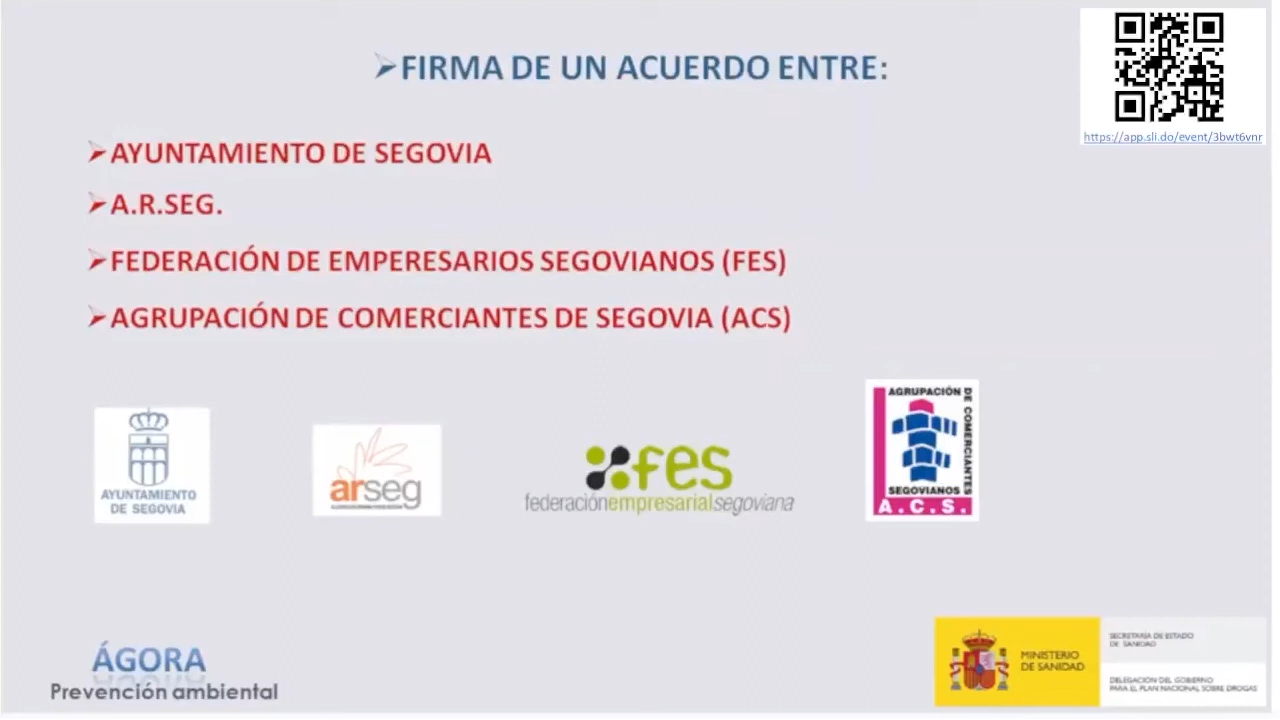 ➢FIRMA DE UN ACUERDO ENTRE:
https://app.sli.do/event/3bwt6vnr
➢AYUNTAMIENTO DE SEGOVIA
➢A.R.SEG.
➢FEDERACIÓN DE EMPERESARIOS SEGOVIANOS (FES)
➢AGRUPACIÓN DE COMERCIANTES DE SEGOVIA (ACS)
AYUNTAMIENTO
DE SEGOVIA
arseg
fes
federaciónempresarialsegoviana
AGRUPACIÓN DE COMERCIANTES
SEGOVIANOS
A.C.S.
ÁGORA
Prevención ambiental
MINISTERIO
DE SANIDAD
SECRETARÍA DE ESTADO
DE SANIDAD
DELEGACIÓN DEL GOBIERNO
PARA EL PLAN NACIONAL SOBRE DROGAS